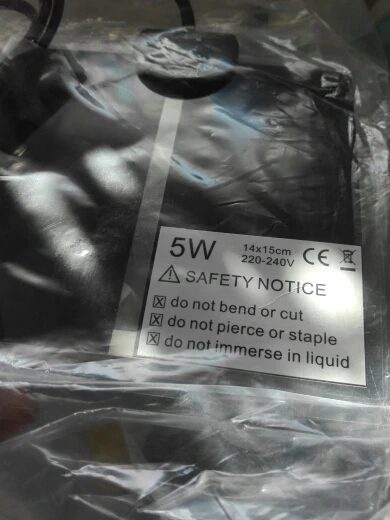 5W 14x15cm CE
220-240V
⚠ SAFETY NOTICE
☒ do not bend or cut
☒ do not pierce or staple
☒ do not immerse in liquid